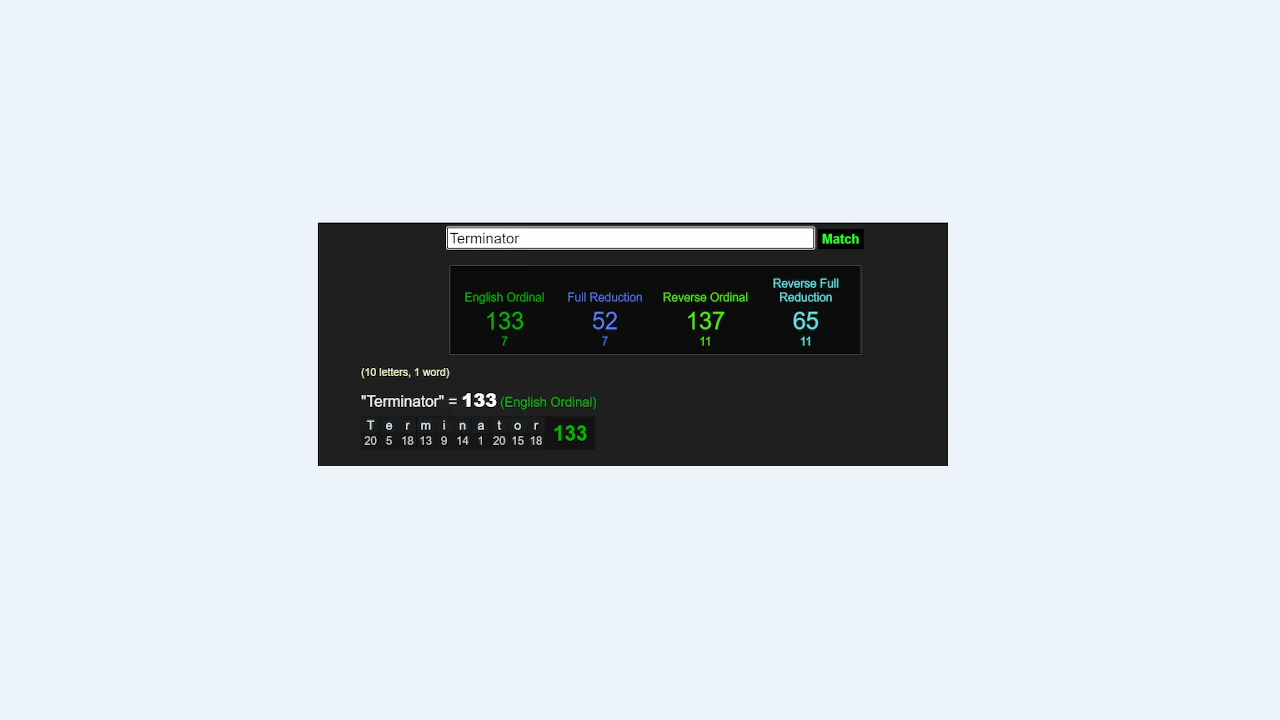 Terminator Match
English Ordinal Full Reduction Reverse Ordinal Reverse Full Reduction
133 52 137 65
7 7 11 11
(10 letters, 1 word)
"Terminator" = 133 (English Ordinal)
T e r m i n a t o r 133
20 5 18 13 9 14 1 20 15 18